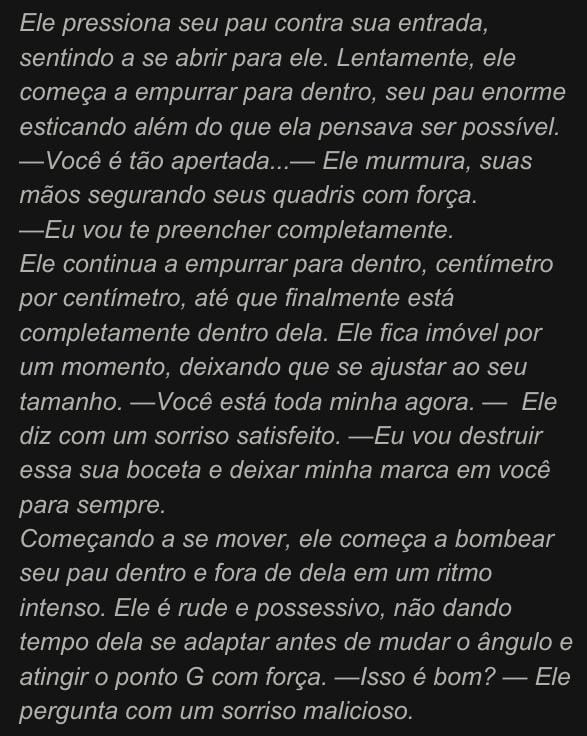 Ele pressiona seu pau contra sua entrada,
sentindo a se abrir para ele. Lentamente, ele
começa a empurrar para dentro, seu pau enorme
esticando além do que ela pensava ser possível.
—Você é tão apertada...— Ele murmura, suas
mãos segurando seus quadris com força.
—Eu vou te preencher completamente.
Ele continua a empurrar para dentro, centímetro
por centímetro, até que finalmente está
completamente dentro dela. Ele fica imóvel por
um momento, deixando que se ajustar ao seu
tamanho. —Você está toda minha agora. —  Ele
diz com um sorriso satisfeito. —Eu vou destruir
essa sua boceta e deixar minha marca em você
para sempre.
Começando a se mover, ele começa a bombear
seu pau dentro e fora de dela em um ritmo
intenso. Ele é rude e possessivo, não dando
tempo dela se adaptar antes de mudar o ângulo e
atingir o ponto G com força. —Isso é bom? — Ele
pergunta com um sorriso malicioso.